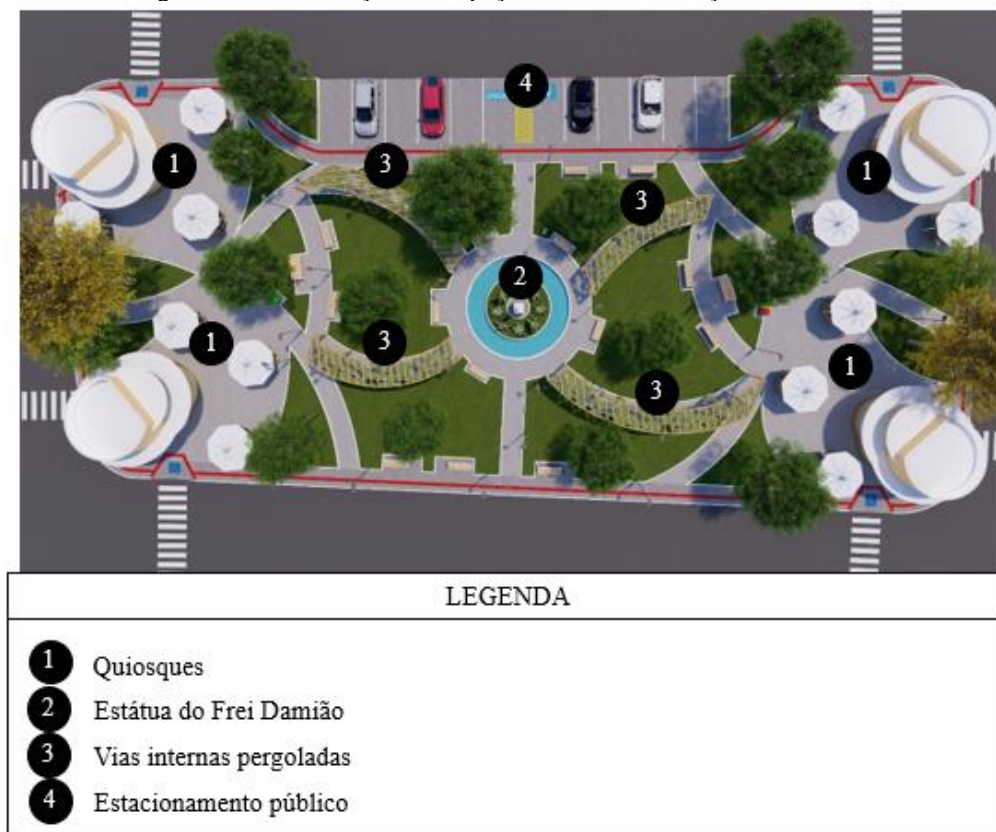 4
1
3
3
1
2
1
3
3
1
LEGENDA
1 Quiosques
2 Estátua do Frei Damião
3 Vias internas pergoladas
4 Estacionamento público